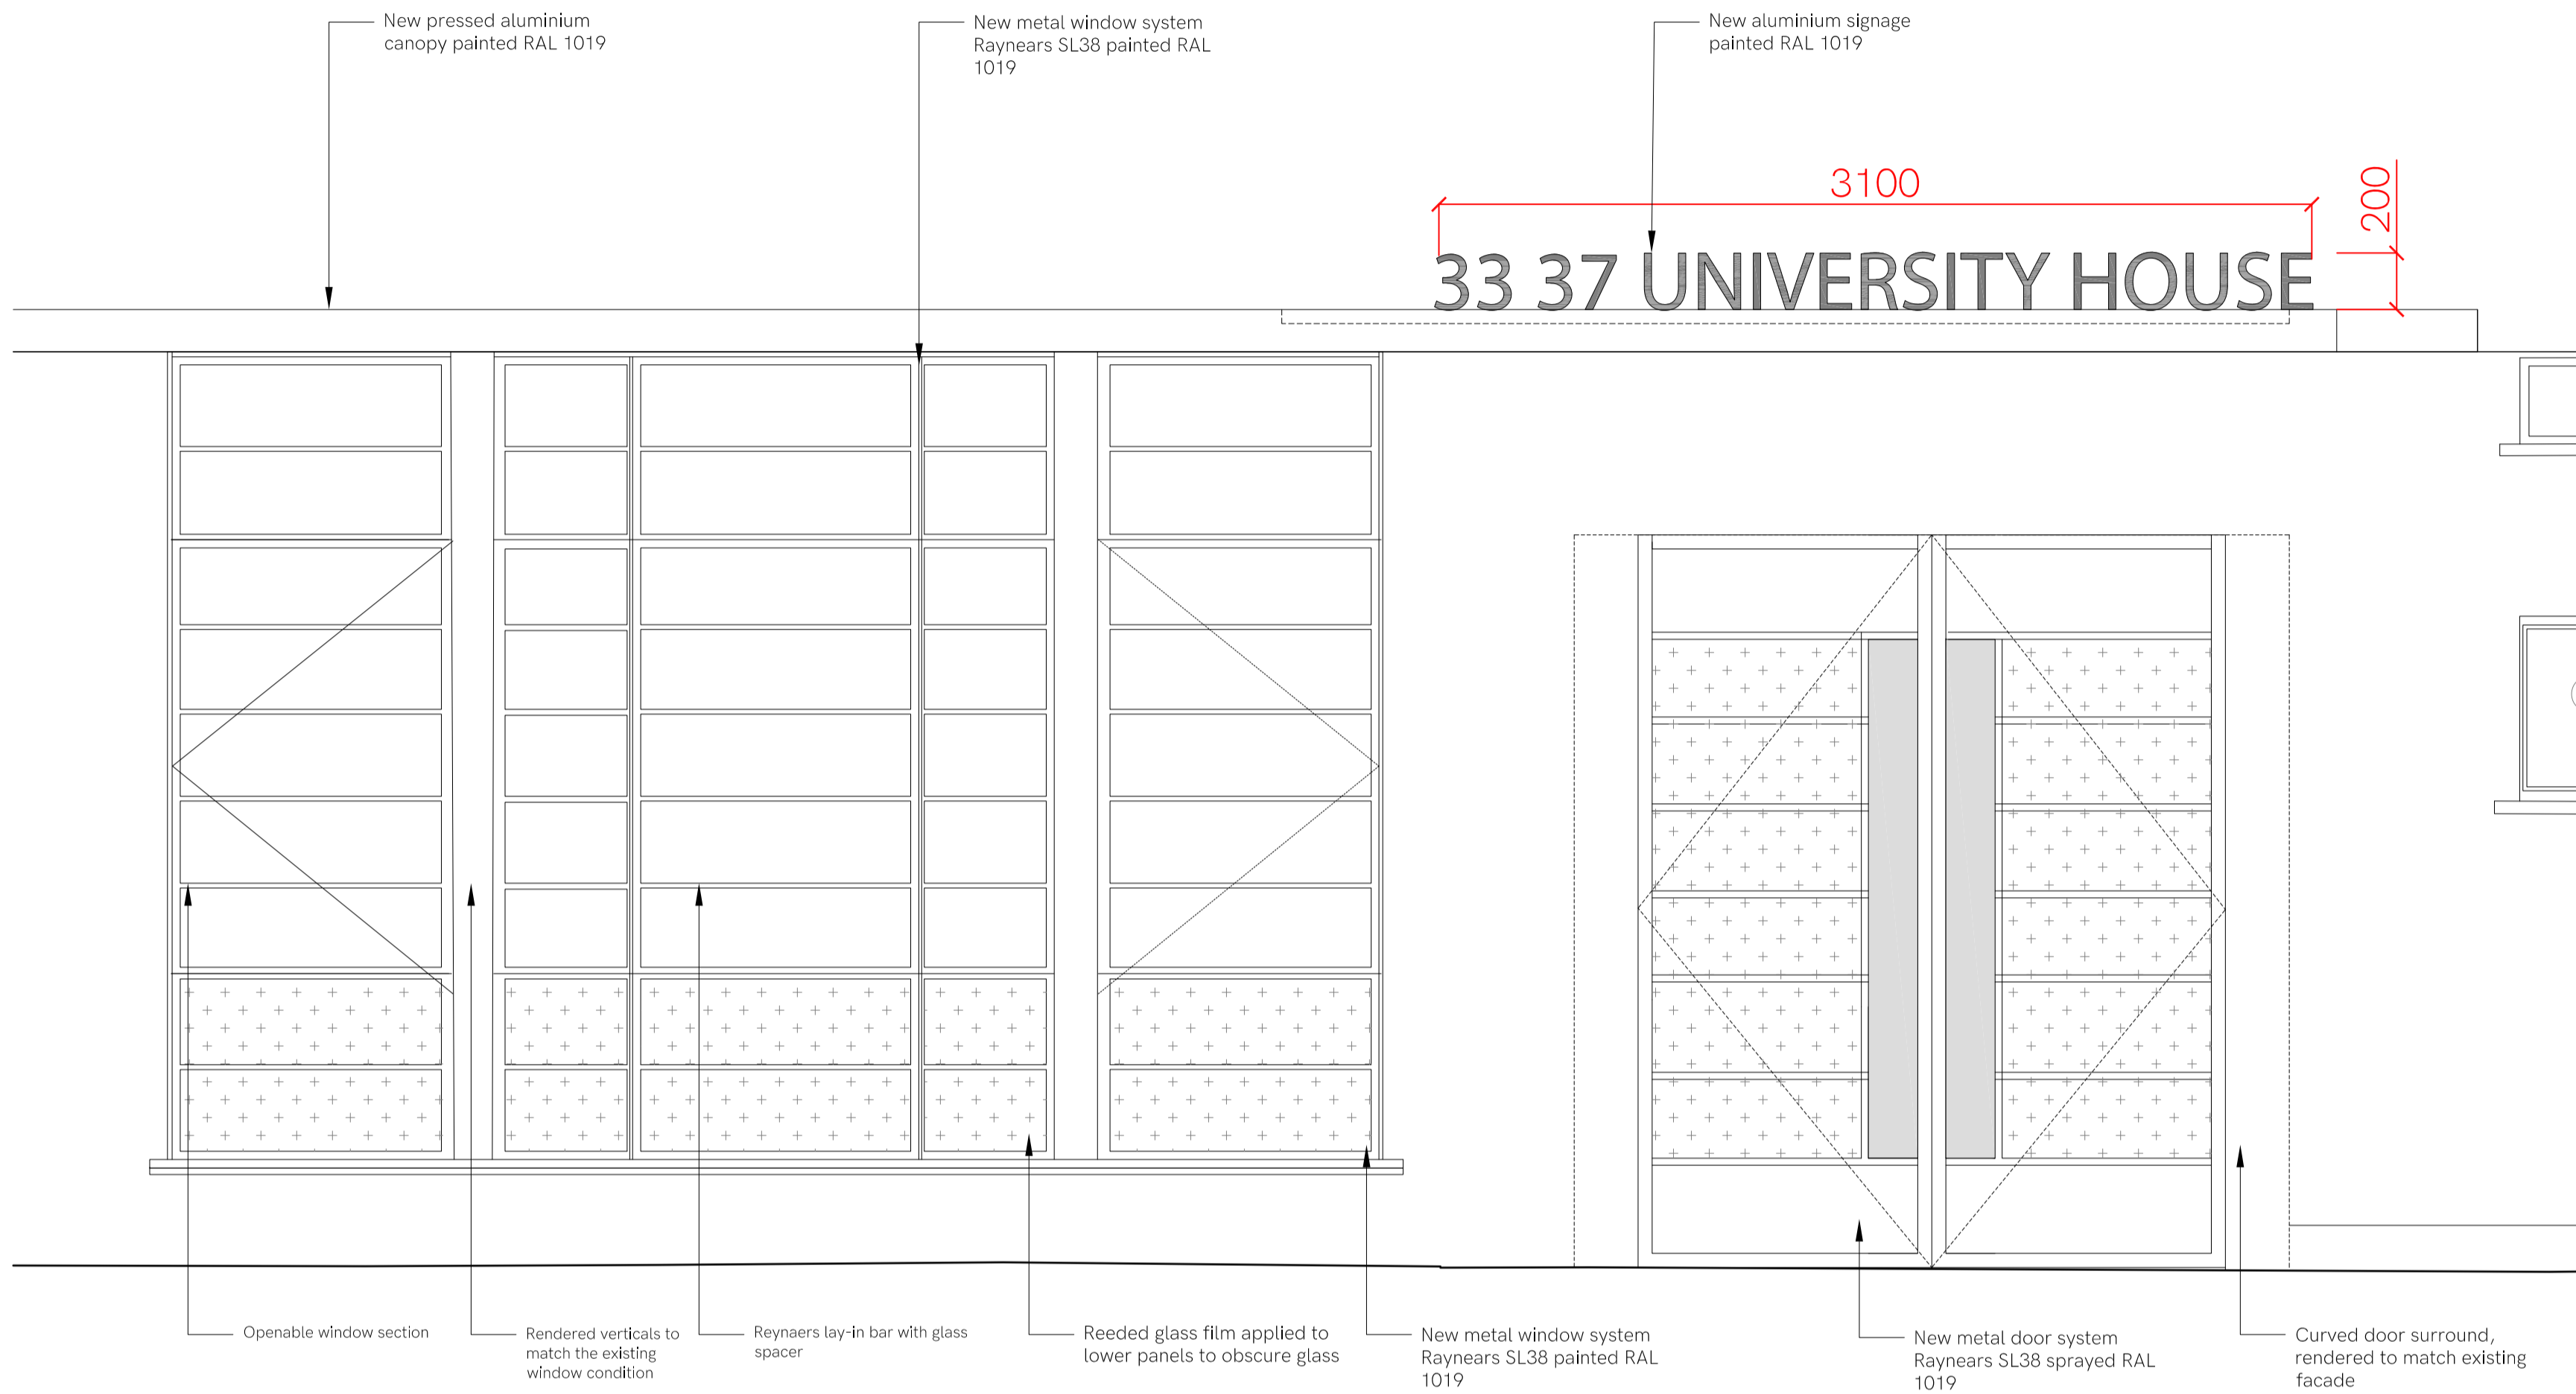 New pressed aluminium
canopy painted RAL 1019
New metal window system
Raynears SL38 painted RAL
1019
New aluminium signage
painted RAL 1019
3100
200
33 37 UNIVERSITY HOUSE
Openable window section
Rendered verticals to
match the existing
window condition
Reynaers lay-in bar with glass
spacer
Reeded glass film applied to
lower panels to obscure glass
New metal window system
Raynears SL38 painted RAL
1019
New metal door system
Raynears SL38 sprayed RAL
1019
Curved door surround,
rendered to match existing
facade